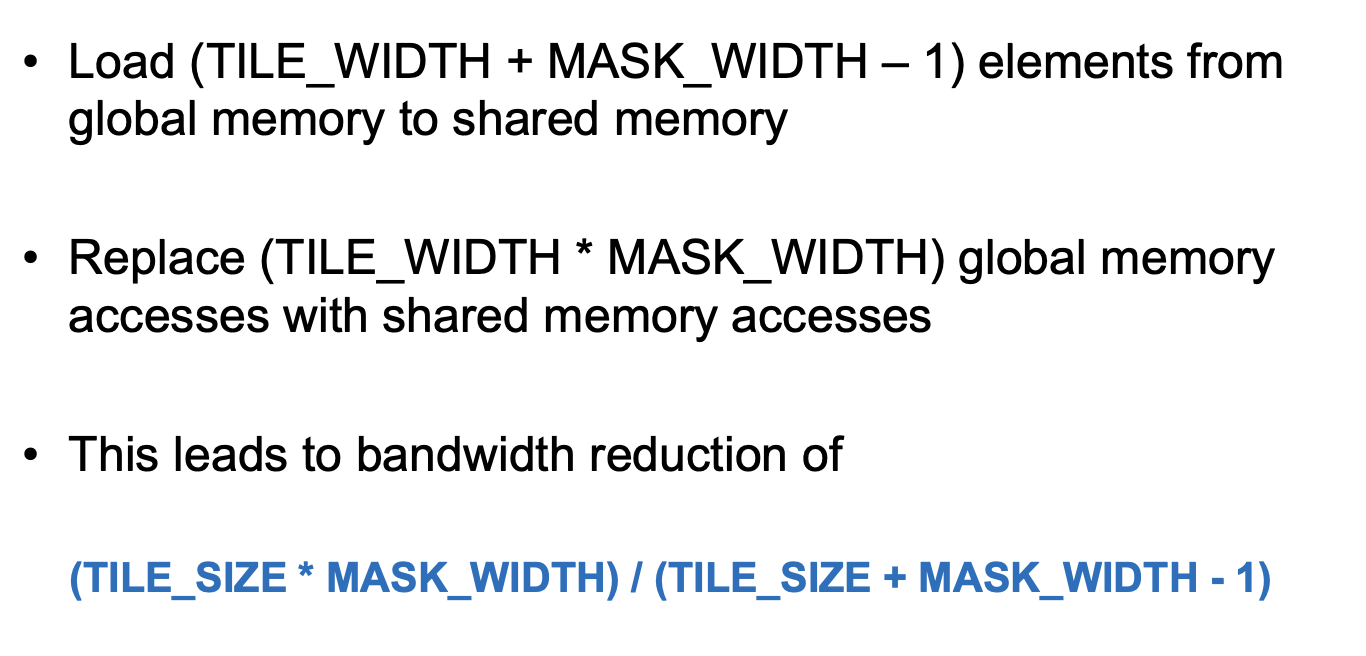 • Load (TILE_WIDTH + MASK_WIDTH – 1) elements from
global memory to shared memory
• Replace (TILE_WIDTH * MASK_WIDTH) global memory
accesses with shared memory accesses
• This leads to bandwidth reduction of
(TILE_SIZE * MASK_WIDTH) / (TILE_SIZE + MASK_WIDTH - 1)